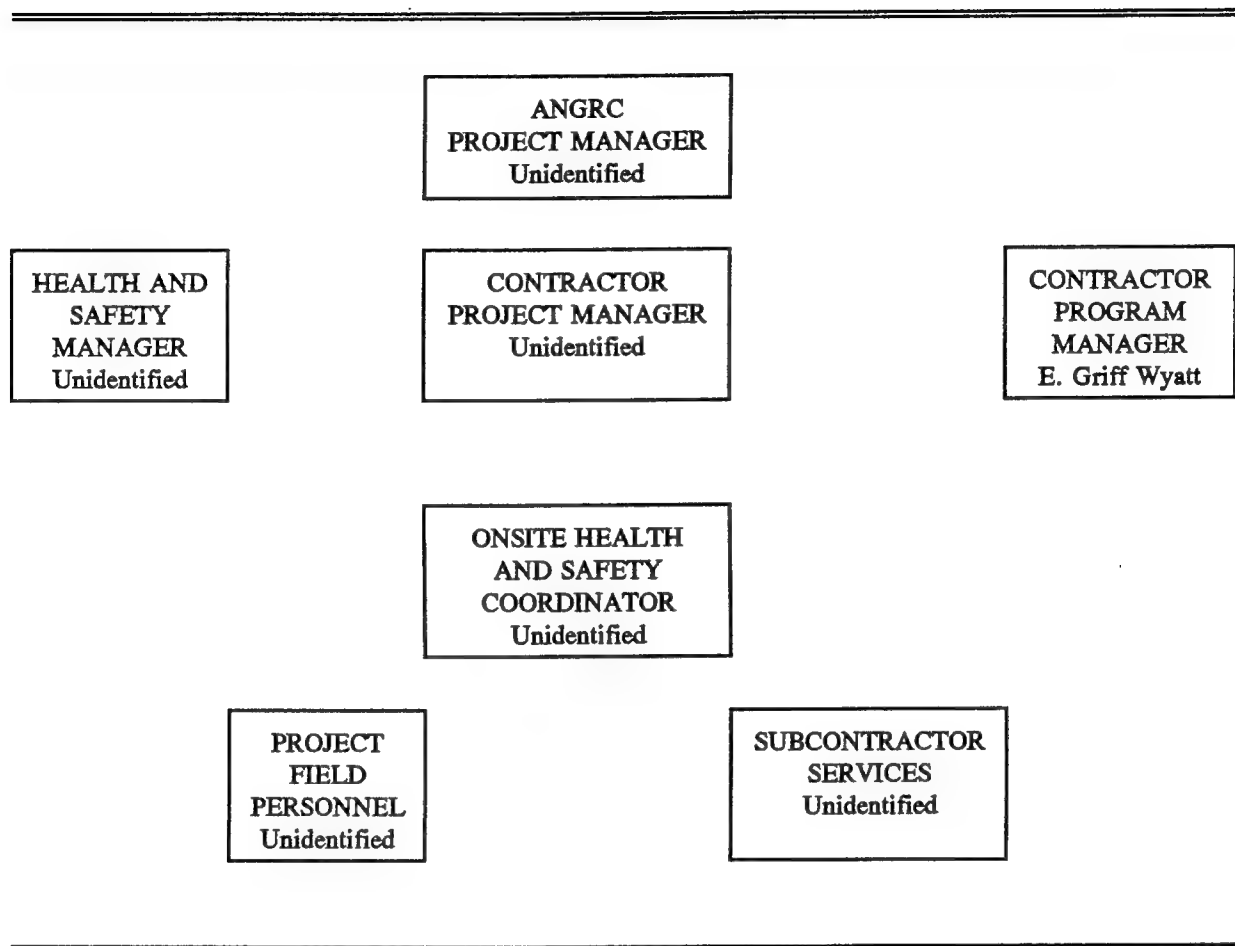 ANGRC
PROJECT MANAGER
Unidentified
HEALTH AND
SAFETY
MANAGER
Unidentified
CONTRACTOR
PROJECT MANAGER
Unidentified
CONTRACTOR
PROGRAM
MANAGER
E. Griff Wyatt
ONSITE HEALTH
AND SAFETY
COORDINATOR
Unidentified
PROJECT
FIELD
PERSONNEL
Unidentified
SUBCONTRACTOR
SERVICES
Unidentified